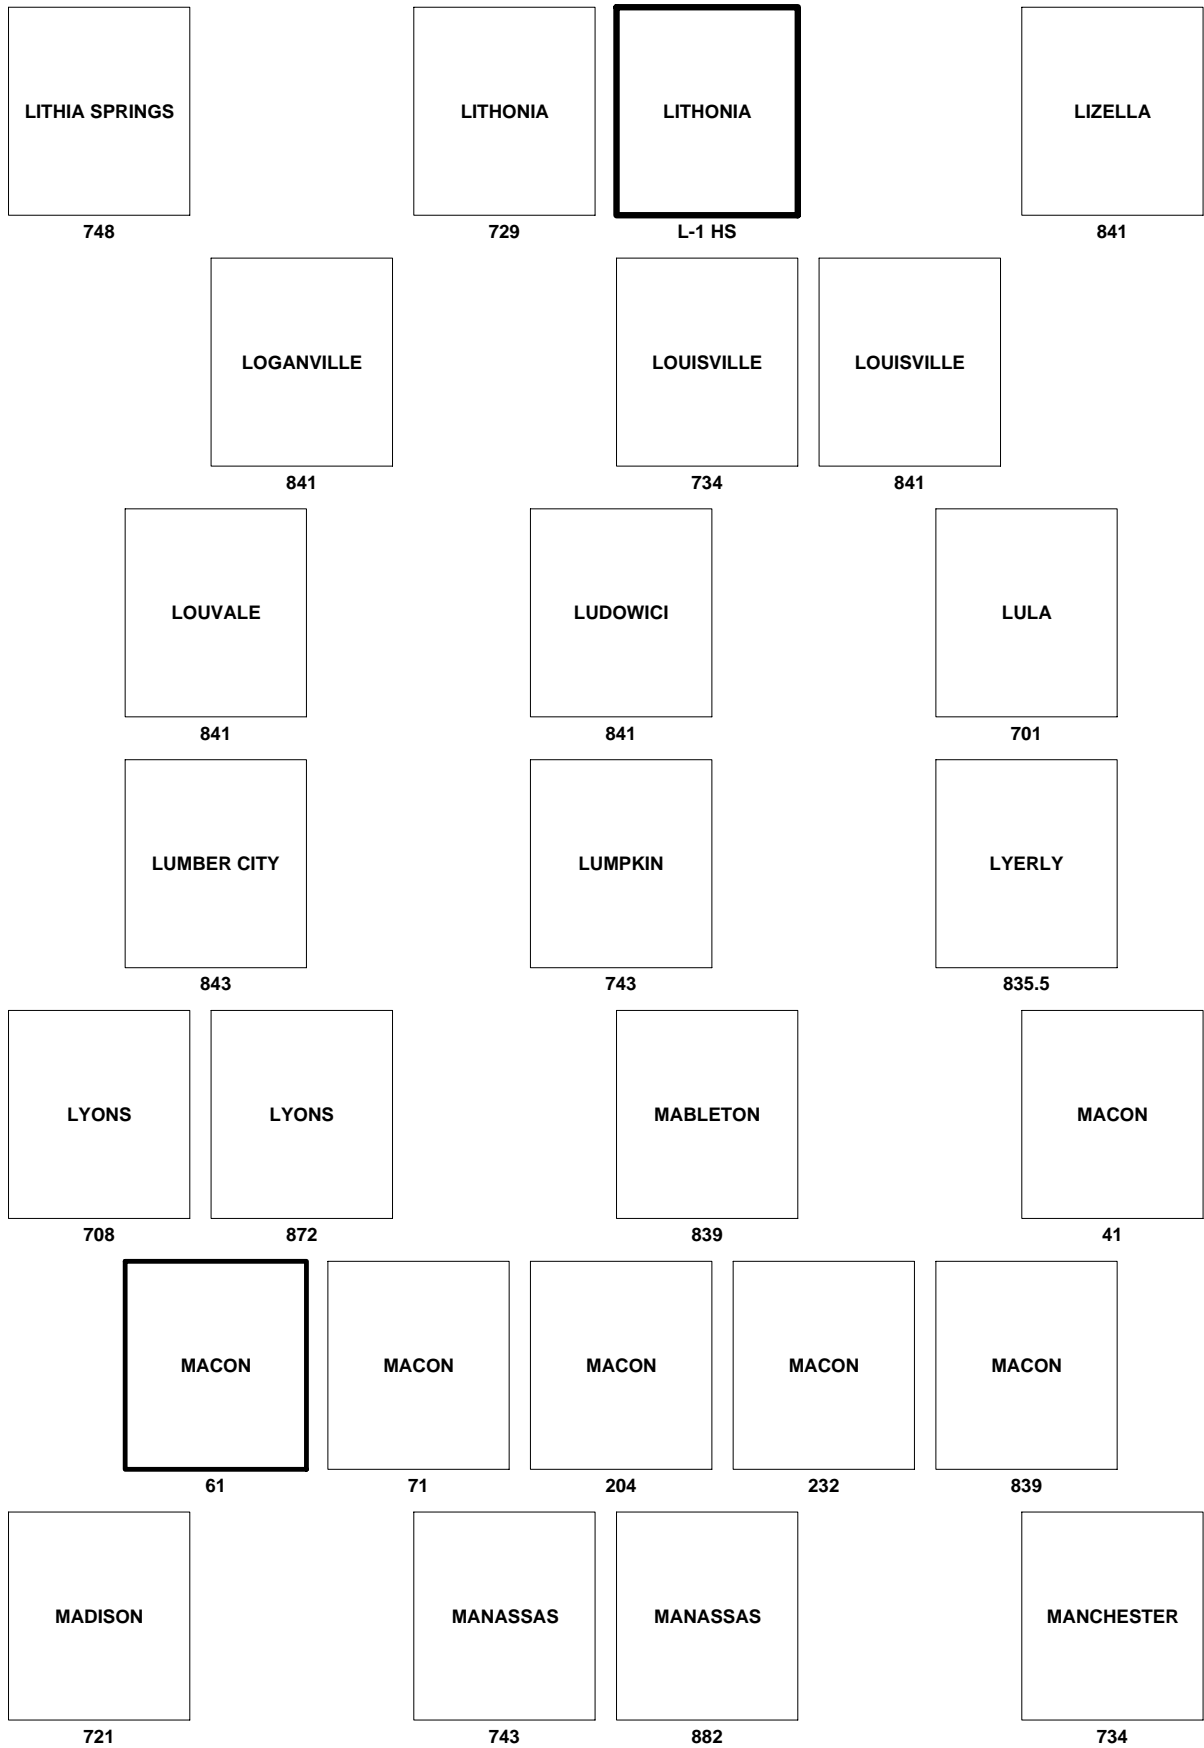 LITHIA SPRINGS LITHONIA LITHONIA LIZELLA
748 729 L-1 HS 841
LOGANVILLE LOUISVILLE LOUISVILLE
841 734 841
LOUVALE LUDOWICI LULA
841 841 701
LUMBER CITY LUMPKIN LYERLY
843 743 835.5
LYONS LYONS MABLETON MACON
708 872 839 41
MACON MACON MACON MACON MACON
61 71 204 232 839
MADISON MANASSAS MANASSAS MANCHESTER
721 743 882 734